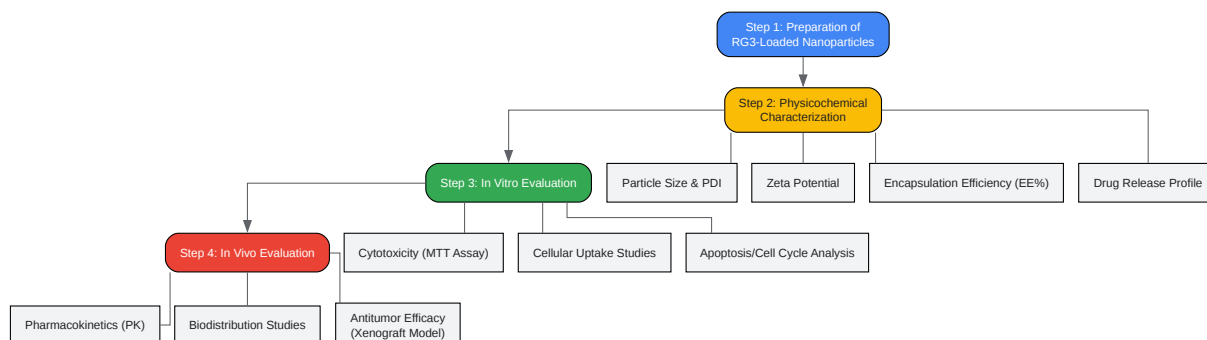 Step 1: Preparation of
RG3-Loaded Nanoparticles
Step 2: Physicochemical
Characterization
Step 3: In Vitro Evaluation
Particle Size & PDI
Zeta Potential
Encapsulation Efficiency (EE%)
Drug Release Profile
Step 4: In Vivo Evaluation
Cytotoxicity (MTT Assay)
Cellular Uptake Studies
Apoptosis/Cell Cycle Analysis
Pharmacokinetics (PK)
Biodistribution Studies
Antitumor Efficacy
(Xenograft Model)